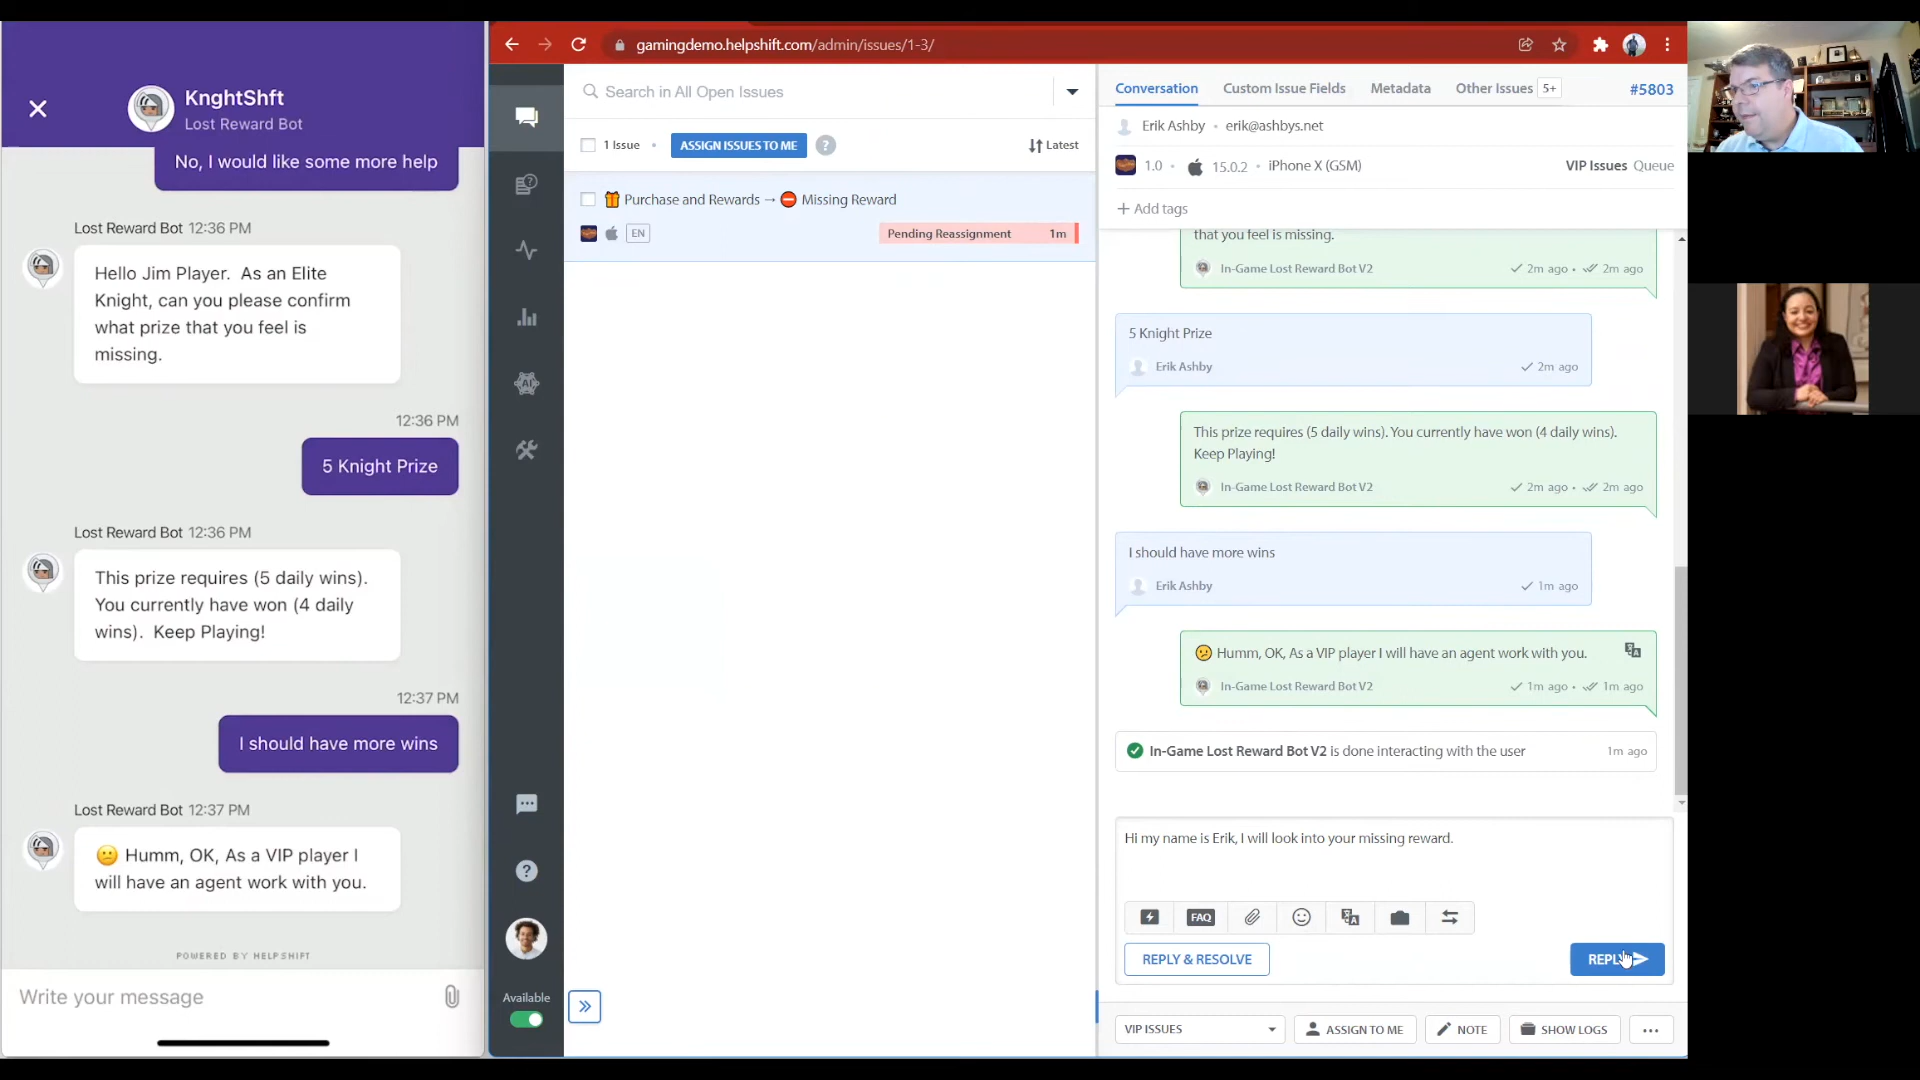 KnghtShft
Lost Reward Bot
No, I would like some more help
Lost Reward Bot 12:36 PM
Hello Jim Player. As an Elite
Knight, can you please confirm
what prize that you feel is
missing.
12:36 PM
5 Knight Prize
Lost Reward Bot 12:36 PM
This prize requires (5 daily wins).
You currently have won (4 daily
wins). Keep Playing!
12:37 PM
I should have more wins
Lost Reward Bot 12:37 PM
😕 Humm, OK, As a VIP player I
will have an agent work with you.
POWERED BY HELPSHIFT
Write your message
gamingdemo.helpshift.com/admin/issues/1-3/
AI
Available
Search in All Open Issues
1 Issue • ASSIGN ISSUES TO ME ? Latest
🎁 Purchase and Rewards → ⛔ Missing Reward
EN Pending Reassignment 1m
Conversation Custom Issue Fields Metadata Other Issues 5+ #5803
Erik Ashby • erik@ashbys.net
1.0 • 15.0.2 • iPhone X (GSM) VIP Issues Queue
+ Add tags
that you feel is missing.
In-Game Lost Reward Bot V2 ✓ 2m ago • ✓✓ 2m ago
5 Knight Prize
Erik Ashby ✓ 2m ago
This prize requires (5 daily wins). You currently have won (4 daily wins).
Keep Playing!
In-Game Lost Reward Bot V2 ✓ 2m ago • ✓✓ 2m ago
I should have more wins
Erik Ashby ✓ 1m ago
😕 Humm, OK, As a VIP player I will have an agent work with you.
In-Game Lost Reward Bot V2 ✓ 1m ago • ✓✓ 1m ago
In-Game Lost Reward Bot V2 is done interacting with the user 1m ago
Hi my name is Erik, I will look into your missing reward.
FAQ
REPLY & RESOLVE REPLY
VIP ISSUES ASSIGN TO ME NOTE SHOW LOGS ...